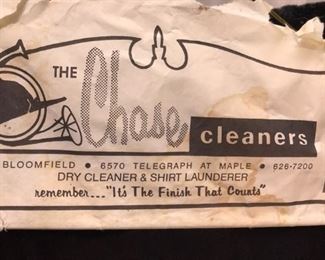 THE Chase cleaners
BLOOMFIELD • 6570 TELEGRAPH AT MAPLE • 626-7200
DRY CLEANER & SHIRT LAUNDERER
remember... "It's The Finish That Counts"